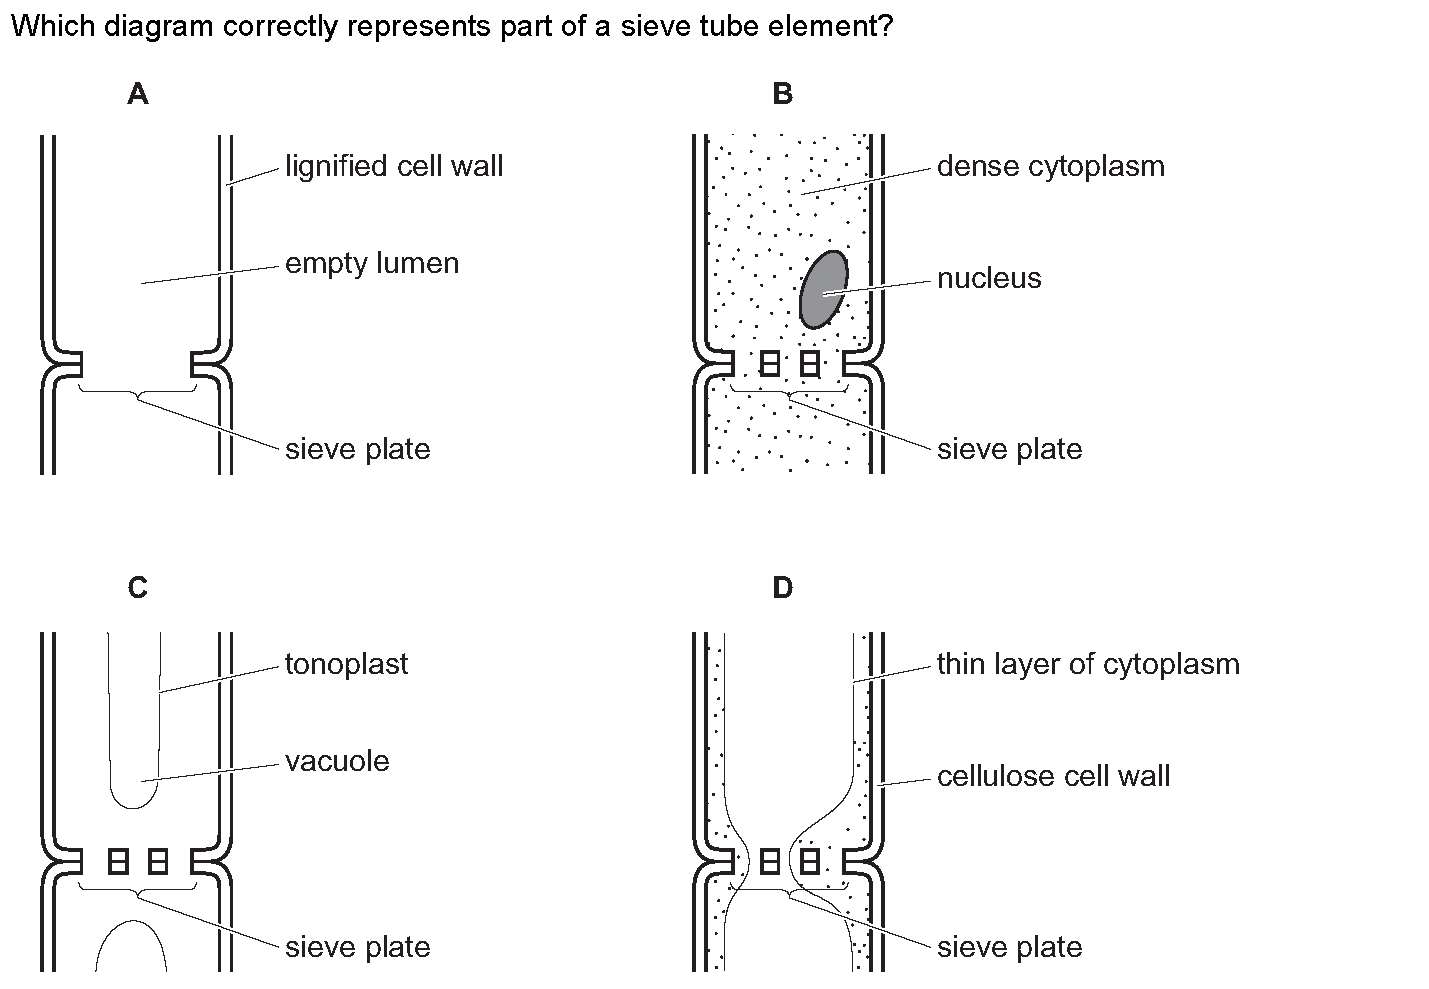 Which diagram correctly represents part of a sieve tube element?
A
lignified cell wall
empty lumen
sieve plate
B
dense cytoplasm
nucleus
sieve plate
C
tonoplast
vacuole
sieve plate
D
thin layer of cytoplasm
cellulose cell wall
sieve plate